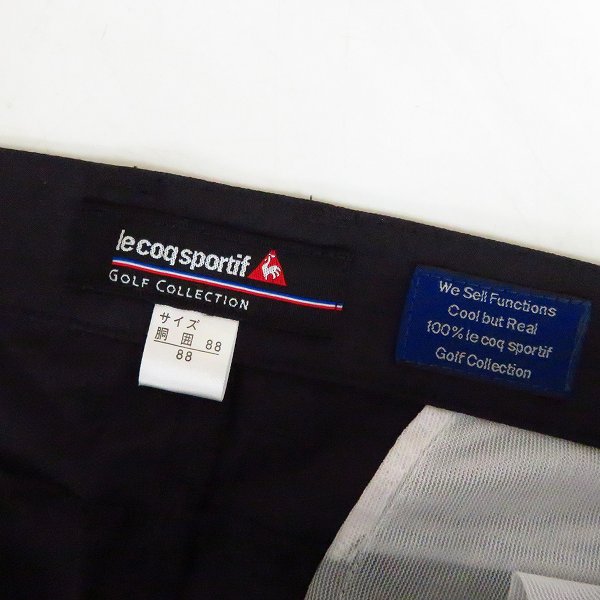 le coq sportif
GOLF COLLECTION
サイズ
胴囲 88
88
We Sell Functions
Cool but Real
100% le coq sportif
Golf Collection